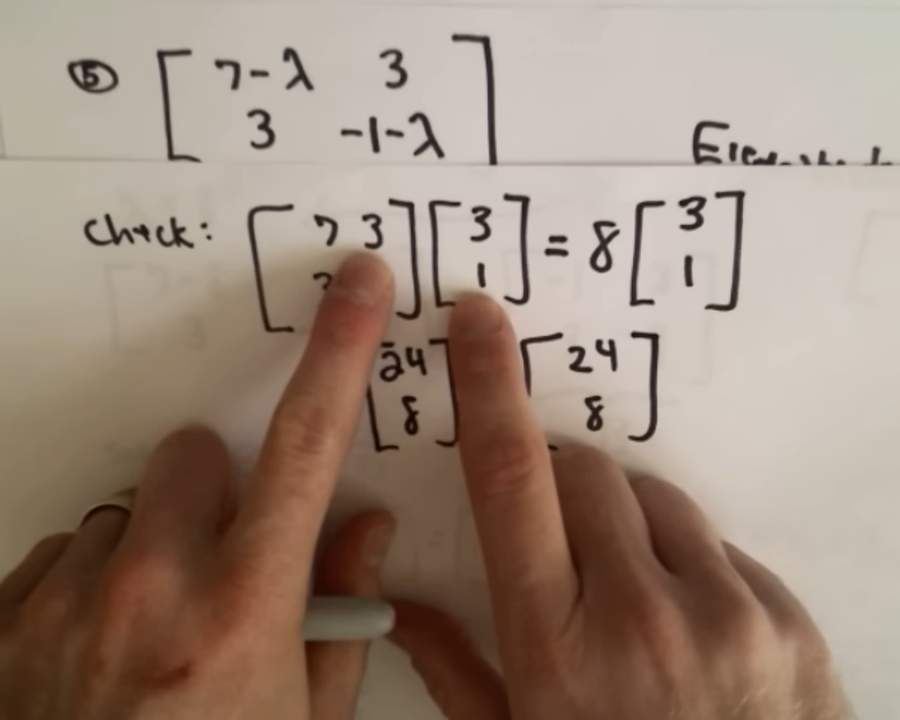 ⑤ [ 7-λ 3
3 -1-λ ]
Check: [ 7 3 ] [ 3 1 ] = 8 [ 3 1 ]
[ 24 8 ] [ 24 8 ]